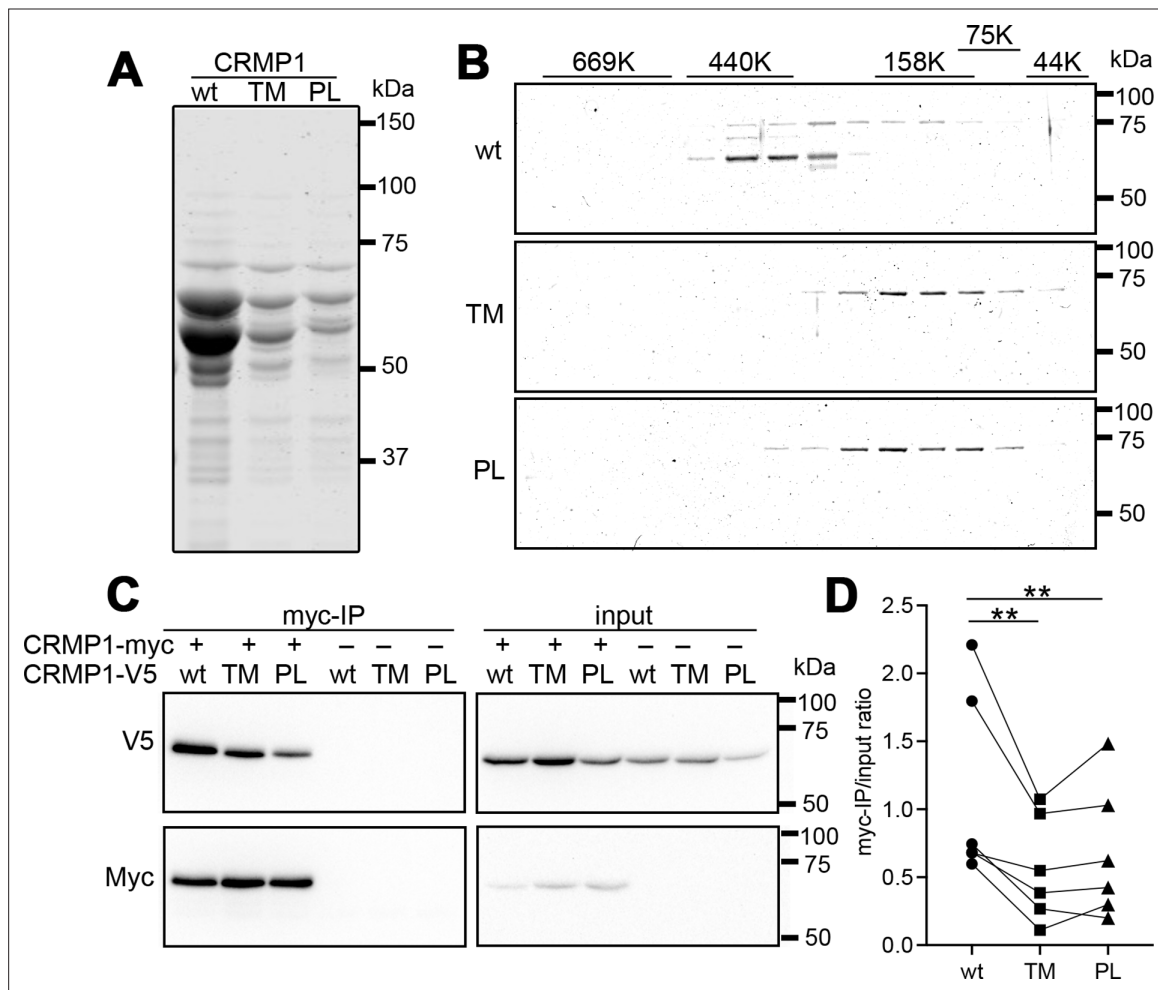 A
CRMP1
wt TM PL kDa
150
100
75
50
37
B
669K 440K 158K 75K 44K kDa
wt
100
75
50
TM
100
75
50
PL
100
75
50
C
myc-IP input
CRMP1-myc + + + – – – + + + – – –
CRMP1-V5 wt TM PL wt TM PL wt TM PL wt TM PL kDa
V5
100
75
50
Myc
100
75
50
D
**
**
myc-IP/input ratio
2.5
2.0
1.5
1.0
0.5
0.0
wt TM PL